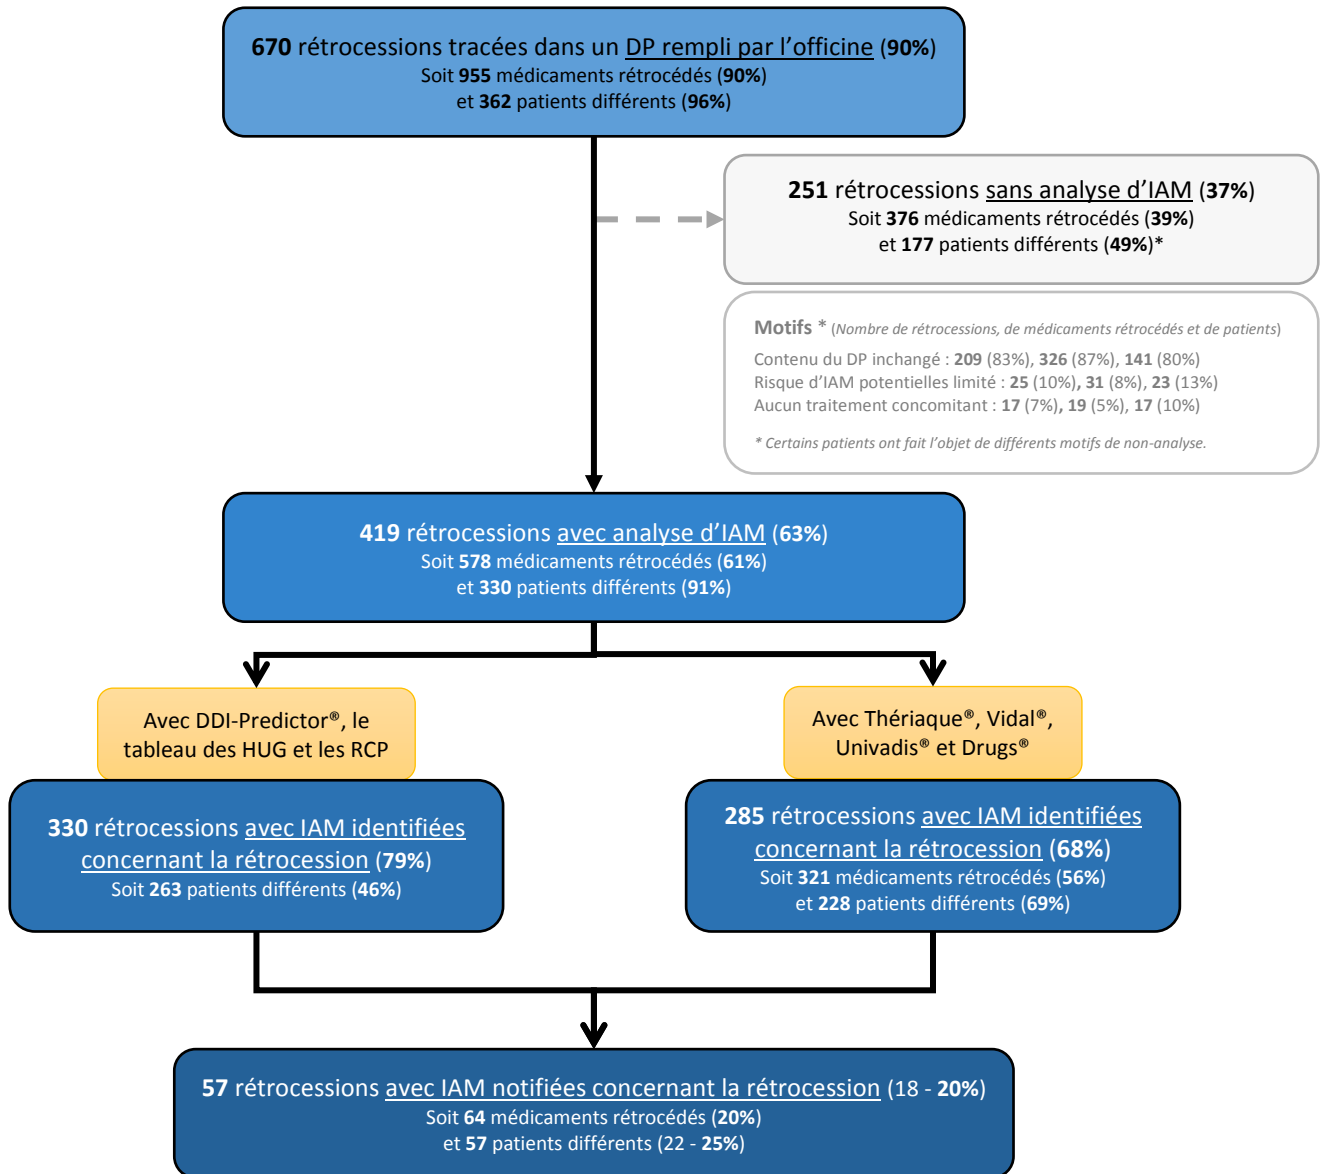 670 rétrocessions tracées dans un DP rempli par l'officine (90%)
Soit 955 médicaments rétrocédés (90%)
et 362 patients différents (96%)
251 rétrocessions sans analyse d'IAM (37%)
Soit 376 médicaments rétrocédés (39%)
et 177 patients différents (49%)*
Motifs * (Nombre de rétrocessions, de médicaments rétrocédés et de patients)
Contenu du DP inchangé : 209 (83%), 326 (87%), 141 (80%)
Risque d'IAM potentielles limité : 25 (10%), 31 (8%), 23 (13%)
Aucun traitement concomitant : 17 (7%), 19 (5%), 17 (10%)
* Certains patients ont fait l'objet de différents motifs de non-analyse.
419 rétrocessions avec analyse d'IAM (63%)
Soit 578 médicaments rétrocédés (61%)
et 330 patients différents (91%)
Avec DDI-Predictor®, le
tableau des HUG et les RCP
330 rétrocessions avec IAM identifiées
concernant la rétrocession (79%)
Soit 263 patients différents (46%)
Avec Thériaque®, Vidal®,
Univadis® et Drugs®
285 rétrocessions avec IAM identifiées
concernant la rétrocession (68%)
Soit 321 médicaments rétrocédés (56%)
et 228 patients différents (69%)
57 rétrocessions avec IAM notifiées concernant la rétrocession (18 - 20%)
Soit 64 médicaments rétrocédés (20%)
et 57 patients différents (22 - 25%)